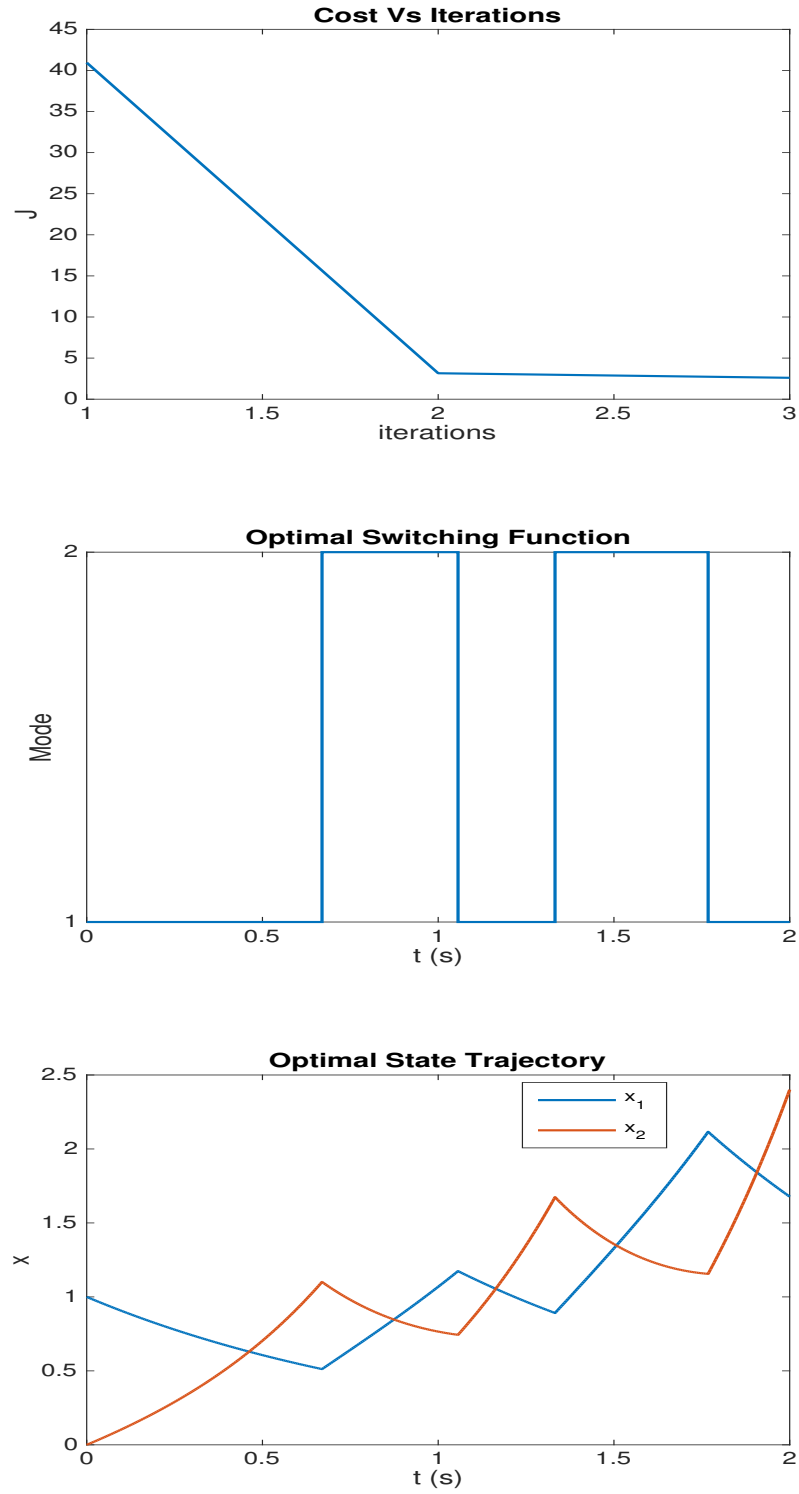 Cost Vs Iterations
45
40
35
30
25
20
15
10
5
0
J
1 1.5 2 2.5 3
iterations
Optimal Switching Function
2
1
Mode
0 0.5 1 1.5 2
t (s)
Optimal State Trajectory
2.5
2
1.5
1
0.5
0
x
x_1
x_2
0 0.5 1 1.5 2
t (s)